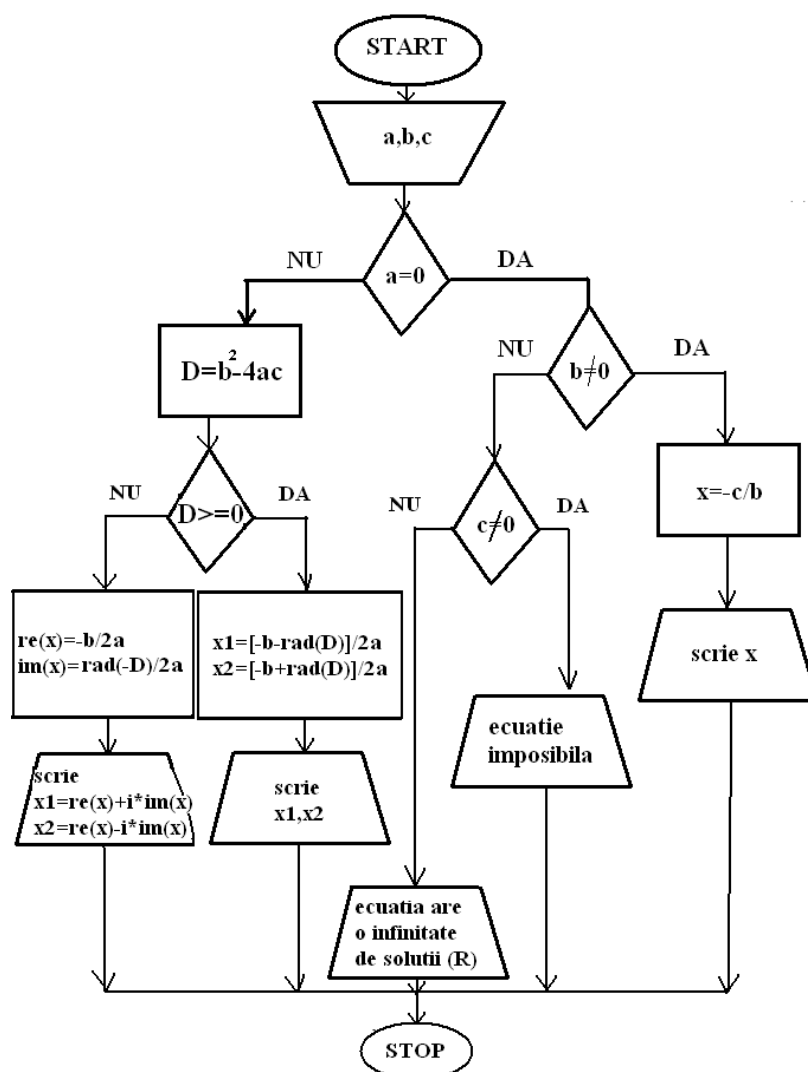 START
a,b,c
NU
DA
a=0
D=b²-4ac
NU
DA
b≠0
NU
DA
D>=0
NU
DA
c≠0
x=-c/b
re(x)=-b/2a
im(x)=rad(-D)/2a
x1=[-b-rad(D)]/2a
x2=[-b+rad(D)]/2a
scrie x
ecuatie
imposibila
scrie
x1=re(x)+i*im(x)
x2=re(x)-i*im(x)
scrie
x1,x2
ecuatia are
o infinitate
de solutii (R)
STOP